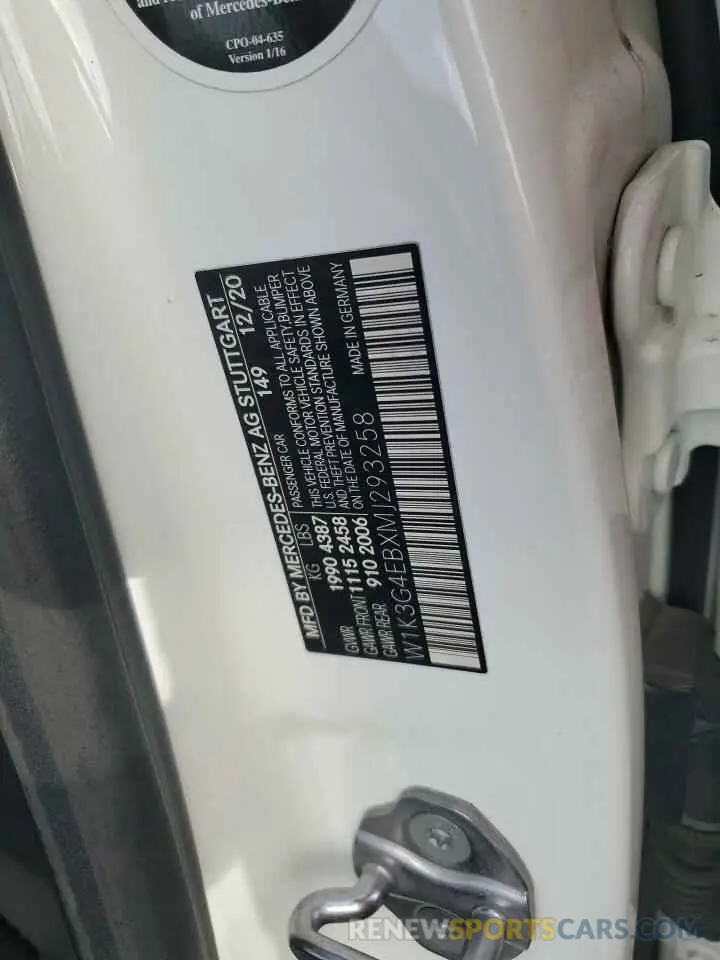 of Mercedes-Ben
CPO-04-635
Version 1/16
MFD BY MERCEDES-BENZ AG STUTTGART
KG LBS 149 12/20
GVWR 1990 4387
GAWR FRONT 1115 2458
GAWR REAR 910 2006
PASSENGER CAR
THIS VEHICLE CONFORMS TO ALL APPLICABLE
U.S. FEDERAL MOTOR VEHICLE SAFETY,BUMPER
AND THEFT PREVENTION STANDARDS IN EFFECT
ON THE DATE OF MANUFACTURE SHOWN ABOVE
MADE IN GERMANY
W1K3G4EBXMJ293258
RENEWSPORTSCARS.COM